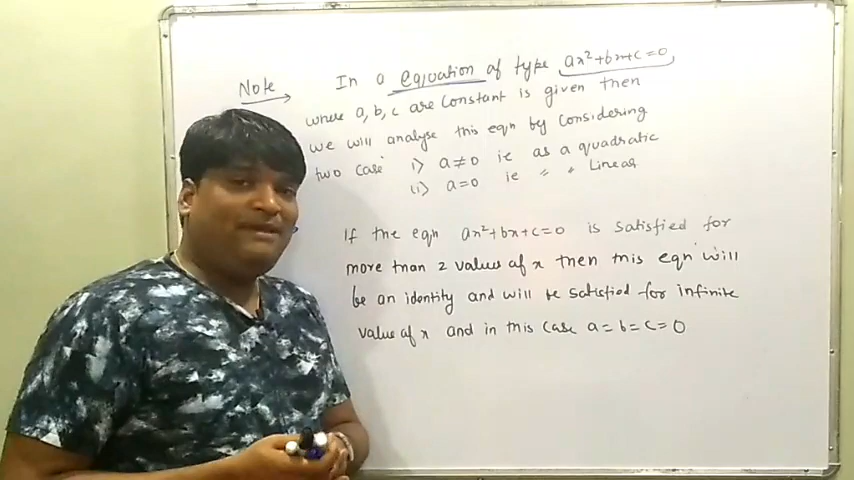 Note In a equation of type ax²+bx+c=0
where a, b, c are constant is given then
we will analyse this eqn by considering
two case i) a≠0 ie as a quadratic
ii) a=0 ie " " Linear
If the eqn ax²+bx+c=0 is satisfied for
more than 2 values of x then this eqn will
be an identity and will be satisfied for infinite
value of x and in this case a=b=c=0